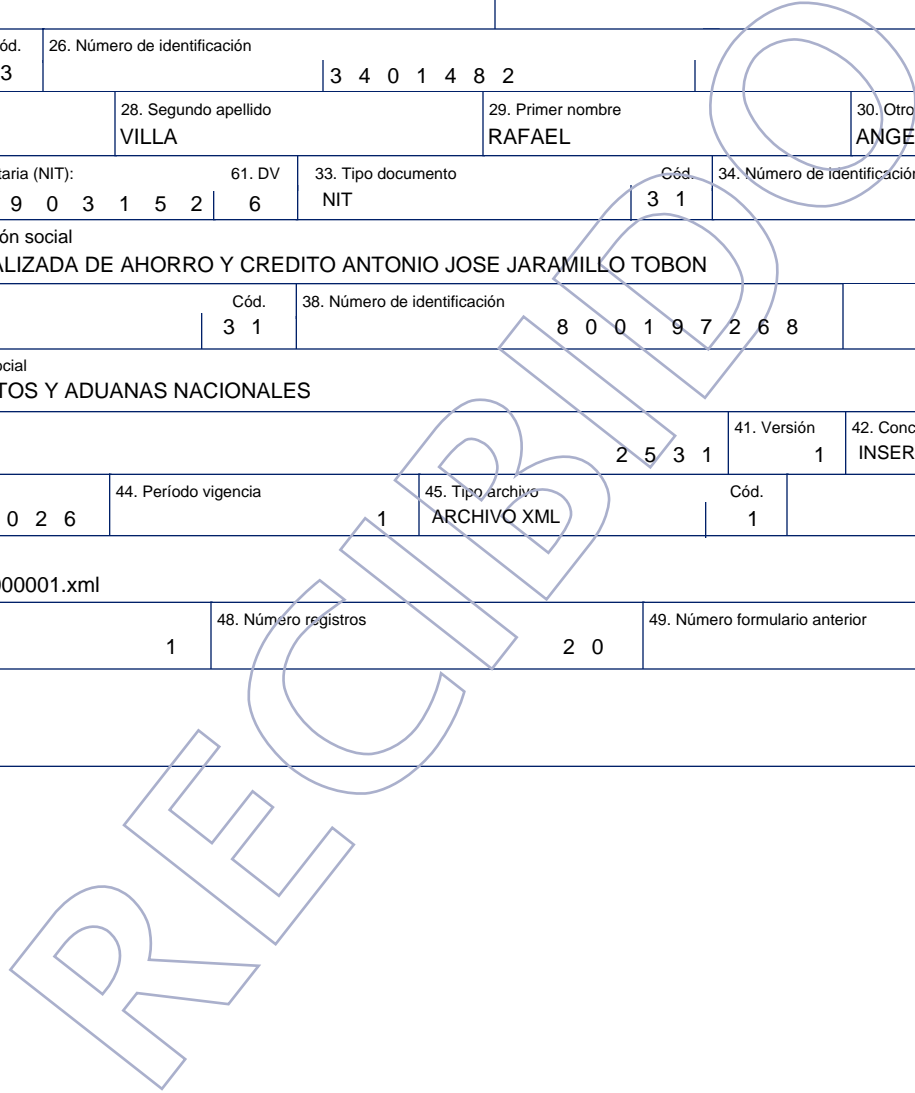 ód. 26. Número de identificación
3 3 4 0 1 4 8 2
28. Segundo apellido 29. Primer nombre 30. Otro
VILLA RAFAEL ANGE
taria (NIT): 61. DV 33. Tipo documento Cód. 34. Número de identificación
9 0 3 1 5 2 6 NIT 3 1
ón social
ALIZADA DE AHORRO Y CREDITO ANTONIO JOSE JARAMILLO TOBON
Cód. 38. Número de identificación
3 1 8 0 0 1 9 7 2 6 8
ocial
TOS Y ADUANAS NACIONALES
41. Versión 42. Conc
2 5 3 1 1 INSER
44. Período vigencia 45. Tipo archivo Cód.
0 2 6 1 ARCHIVO XML 1
000001.xml
48. Número registros 49. Número formulario anterior
1 2 0
RECIBIDO